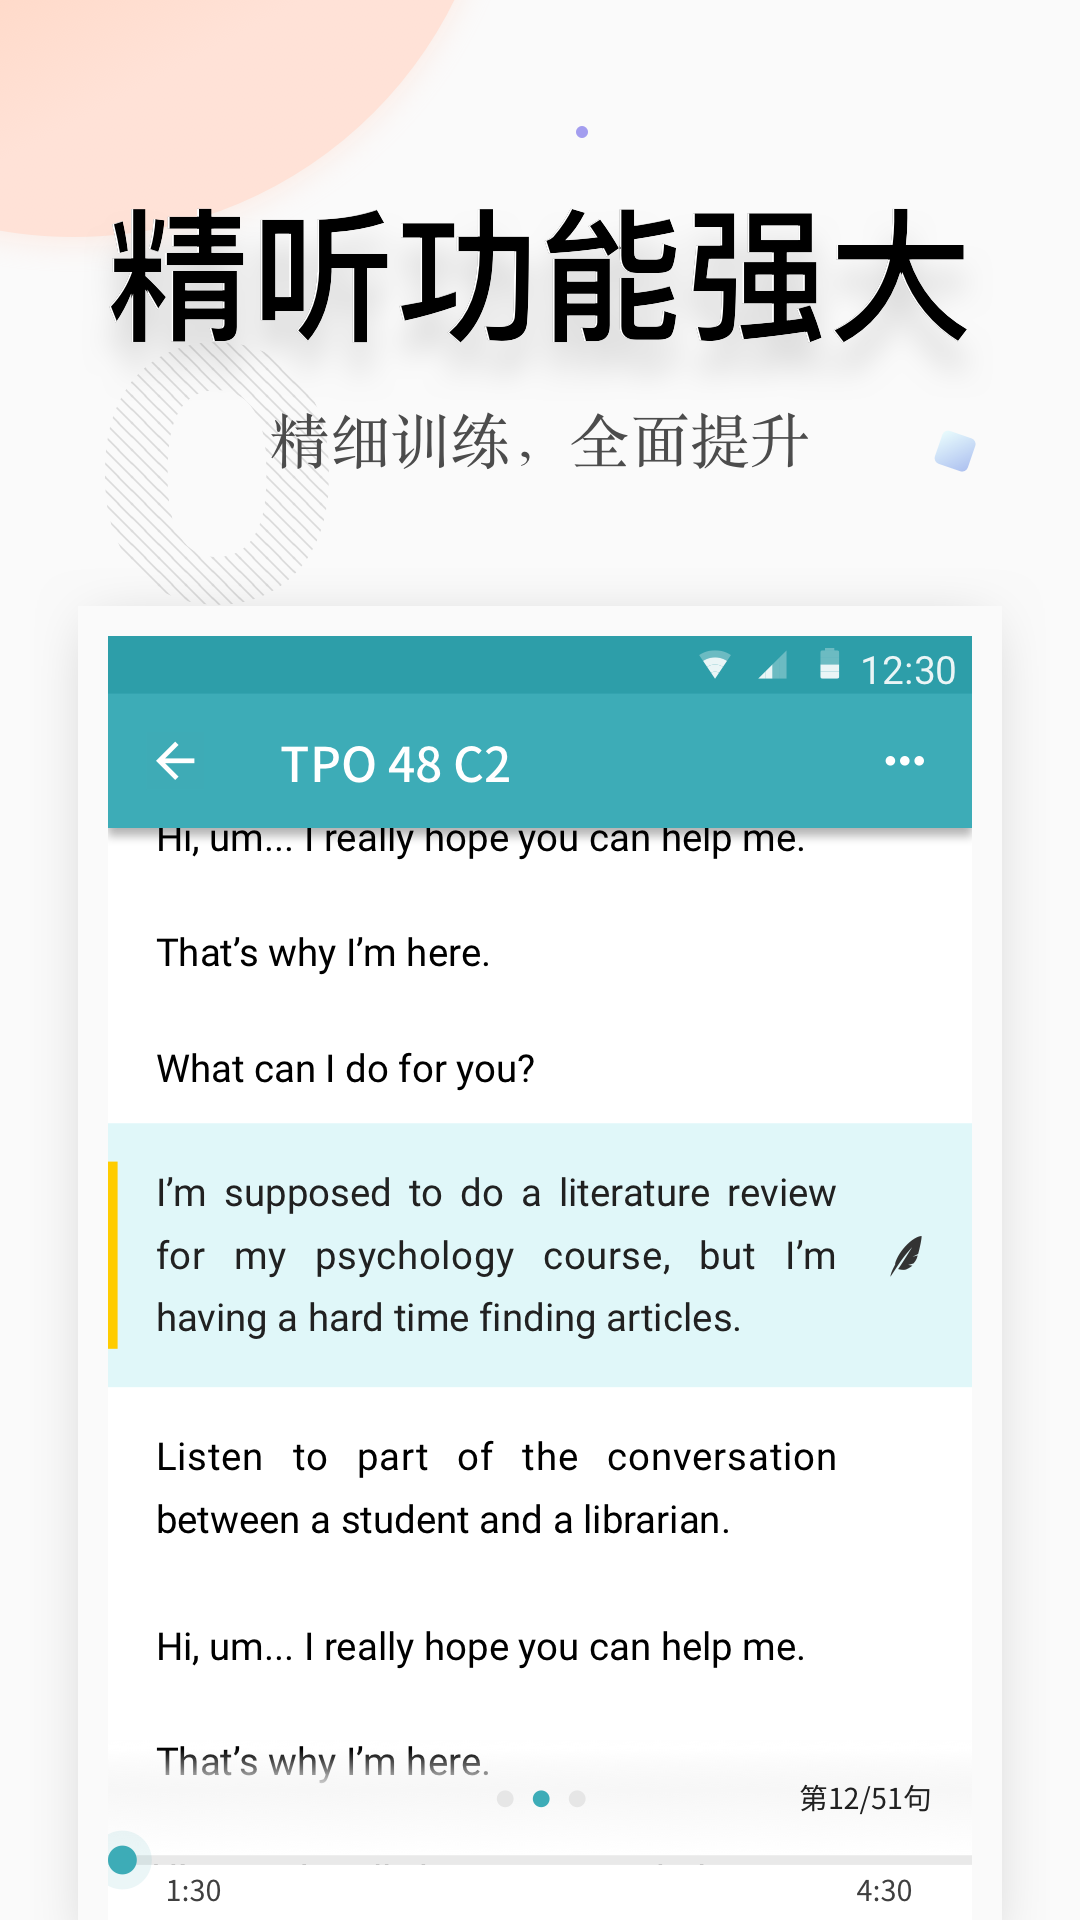 精听功能强大
精细训练，全面提升
12:30
TPO 48 C2
Hi, um... I really hope you can help me.
That’s why I’m here.
What can I do for you?
I’m supposed to do a literature review
for my psychology course, but I’m
having a hard time finding articles.
Listen to part of the conversation
between a student and a librarian.
Hi, um... I really hope you can help me.
That’s why I’m here.
第12/51句
1:30
4:30